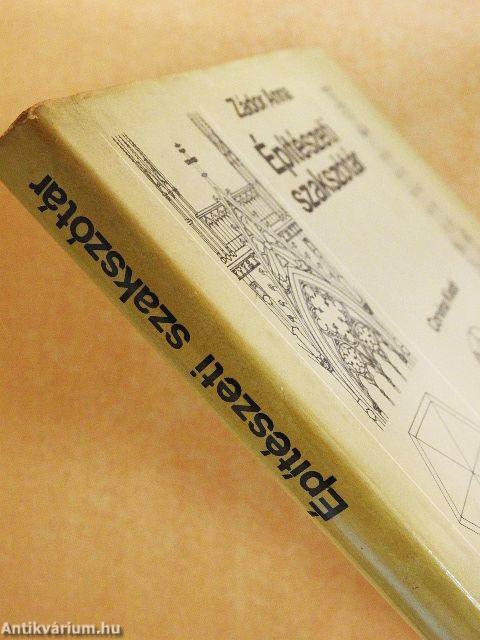 Zádor Anna
Építészeti
szakszótár
Corvina Kiadó
Építészeti szakszótár
Antikvárium.hu